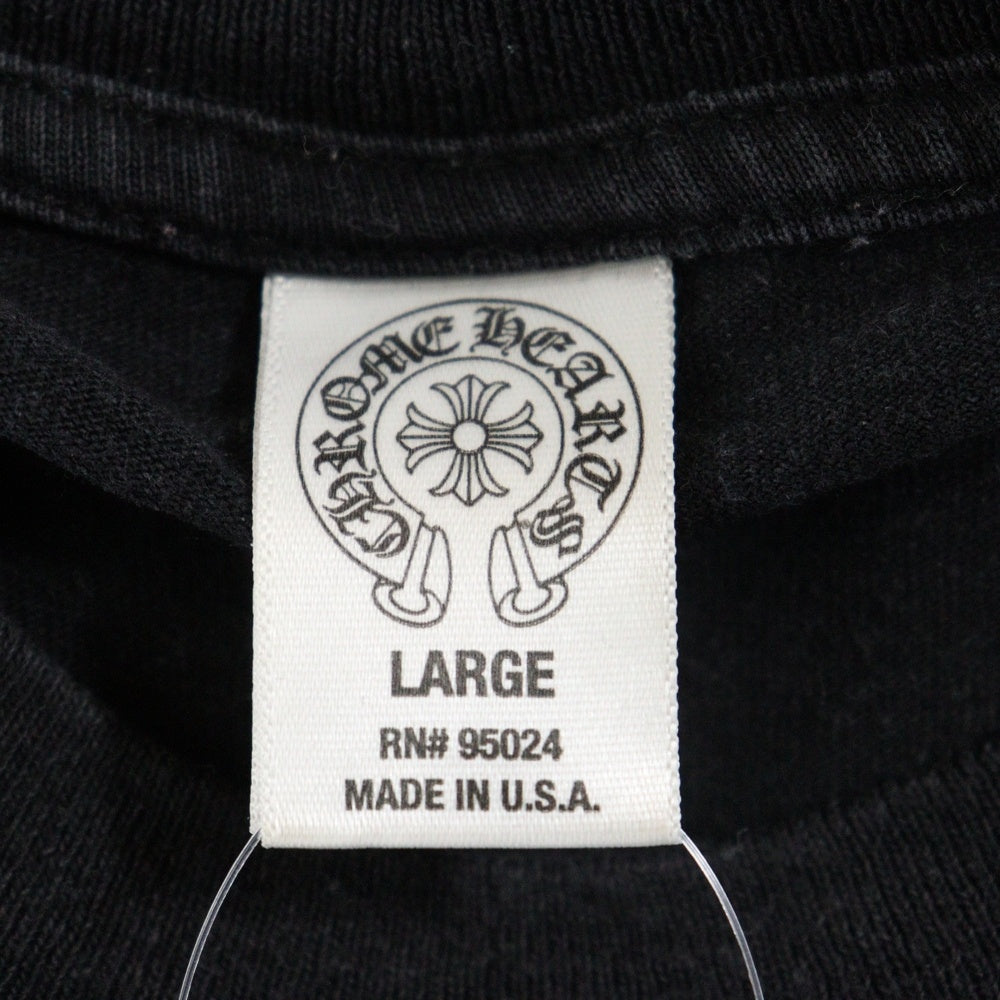 CHROME HEARTS
LARGE
RN# 95024
MADE IN U.S.A.